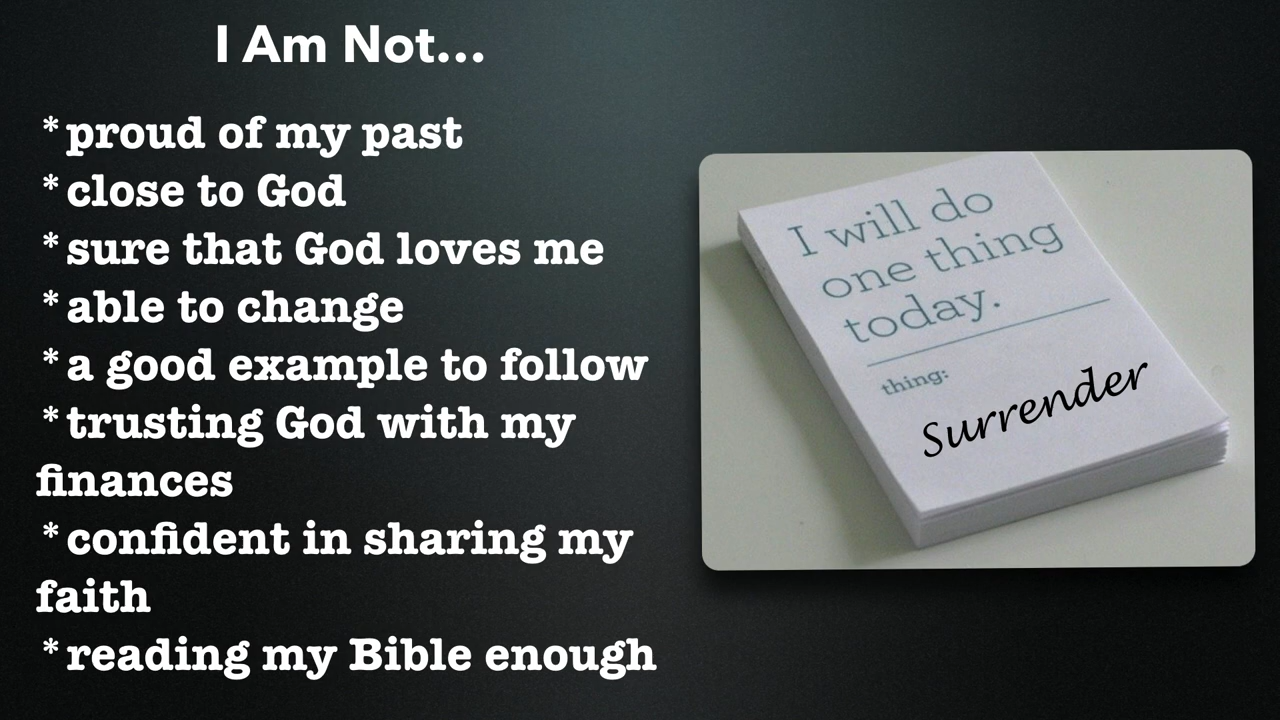 I Am Not...
*proud of my past
*close to God
*sure that God loves me
*able to change
*a good example to follow
*trusting God with my
finances
*confident in sharing my
faith
*reading my Bible enough
I will do
one thing
today.
thing:
Surrender